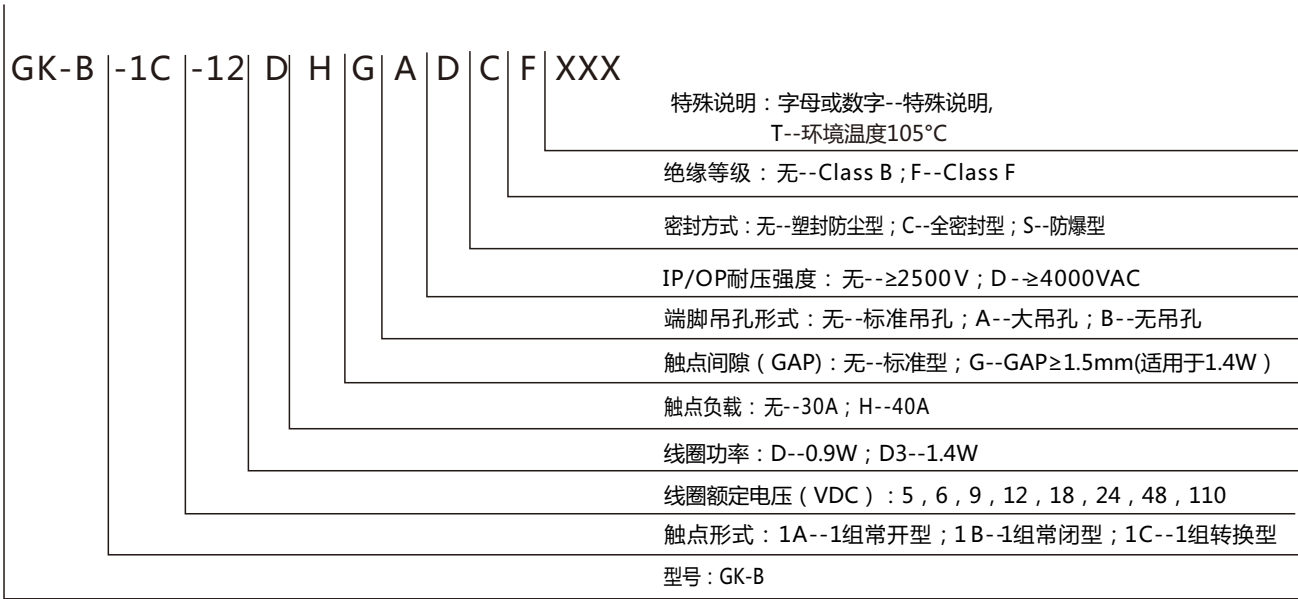 GK-B -1C -12 D H G A D C F XXX
特殊说明：字母或数字--特殊说明,
T--环境温度105°C
绝缘等级：无--Class B；F--Class F
密封方式：无--塑封防尘型；C--全密封型；S--防爆型
IP/OP耐压强度：无--≥2500V；D--≥4000VAC
端脚吊孔形式：无--标准吊孔；A--大吊孔；B--无吊孔
触点间隙（GAP)：无--标准型；G--GAP≥1.5mm(适用于1.4W）
触点负载：无--30A；H--40A
线圈功率：D--0.9W；D3--1.4W
线圈额定电压（VDC）：5，6，9，12，18，24，48，110
触点形式：1A--1组常开型；1B--1组常闭型；1C--1组转换型
型号：GK-B